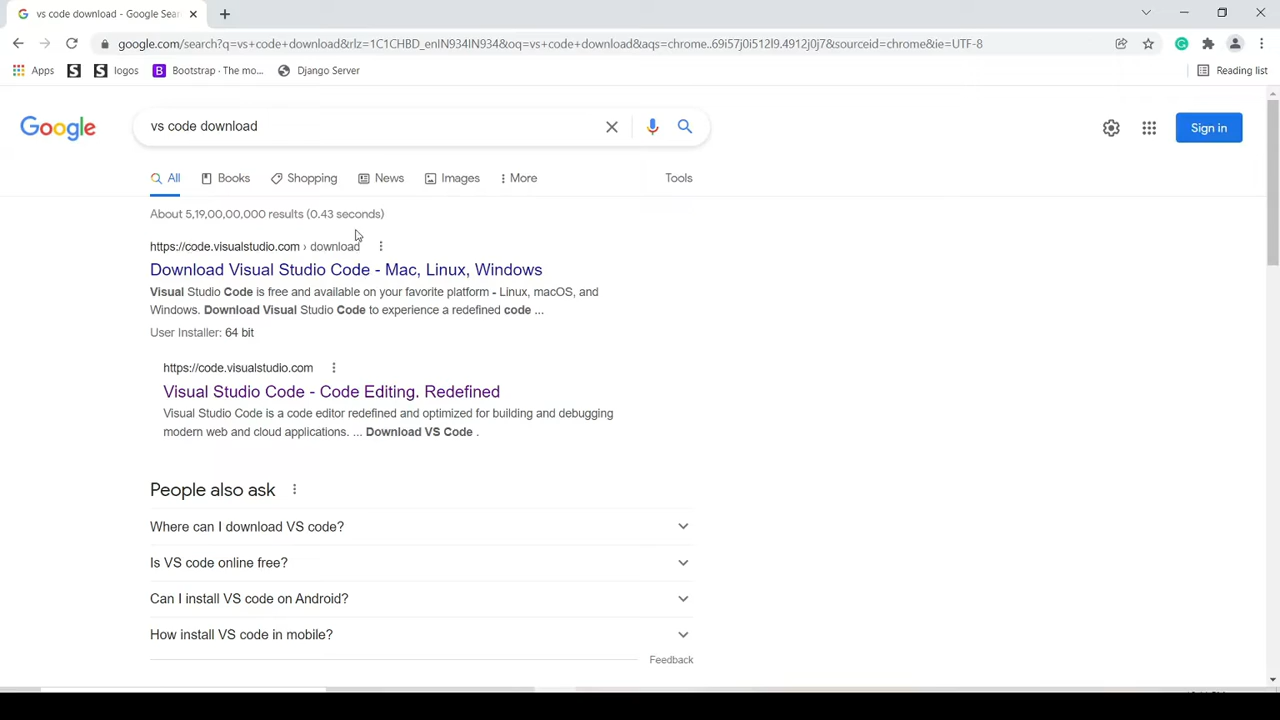 vs code download - Google Sear
google.com/search?q=vs+code+download&rlz=1C1CHBD_enIN934IN934&oq=vs+code+download&aqs=chrome..69i57j0i512l9.4912j0j7&sourceid=chrome&ie=UTF-8
Apps
logos
Bootstrap · The mo...
Django Server
Reading list
Google
vs code download
Sign in
All
Books
Shopping
News
Images
More
Tools
About 5,19,00,00,000 results (0.43 seconds)
https://code.visualstudio.com › download
Download Visual Studio Code - Mac, Linux, Windows
Visual Studio Code is free and available on your favorite platform - Linux, macOS, and
Windows. Download Visual Studio Code to experience a redefined code ...
User Installer: 64 bit
https://code.visualstudio.com
Visual Studio Code - Code Editing. Redefined
Visual Studio Code is a code editor redefined and optimized for building and debugging
modern web and cloud applications. ... Download VS Code .
People also ask
Where can I download VS code?
Is VS code online free?
Can I install VS code on Android?
How install VS code in mobile?
Feedback